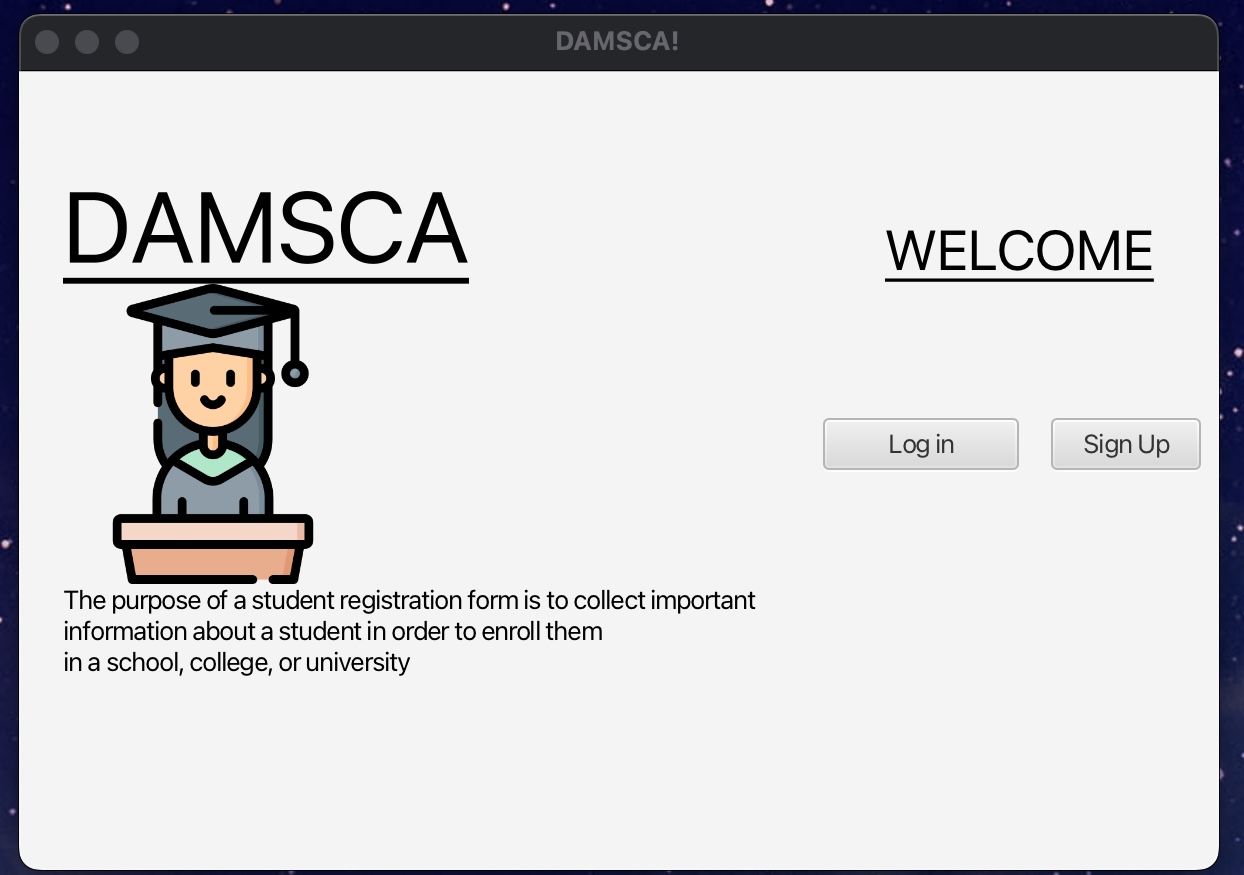 DAMSCA!
DAMSCA
WELCOME
Log in
Sign Up
The purpose of a student registration form is to collect important
information about a student in order to enroll them
in a school, college, or university